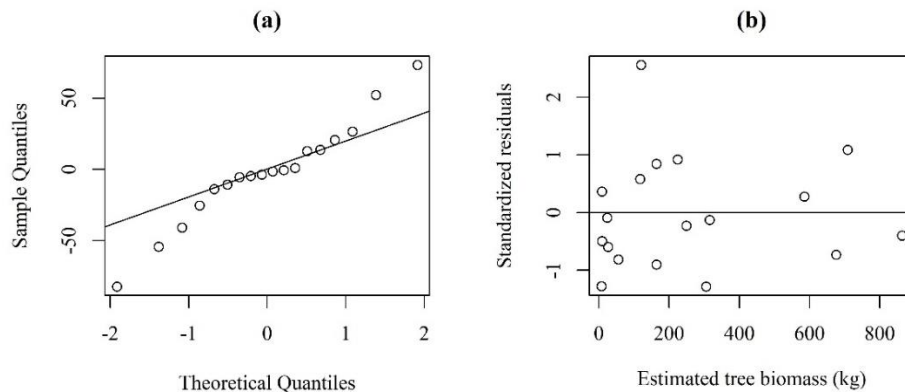 (a)
Sample Quantiles
50
0
-50
-2 -1 0 1 2
Theoretical Quantiles
(b)
Standardized residuals
2
1
0
-1
0 200 400 600 800
Estimated tree biomass (kg)